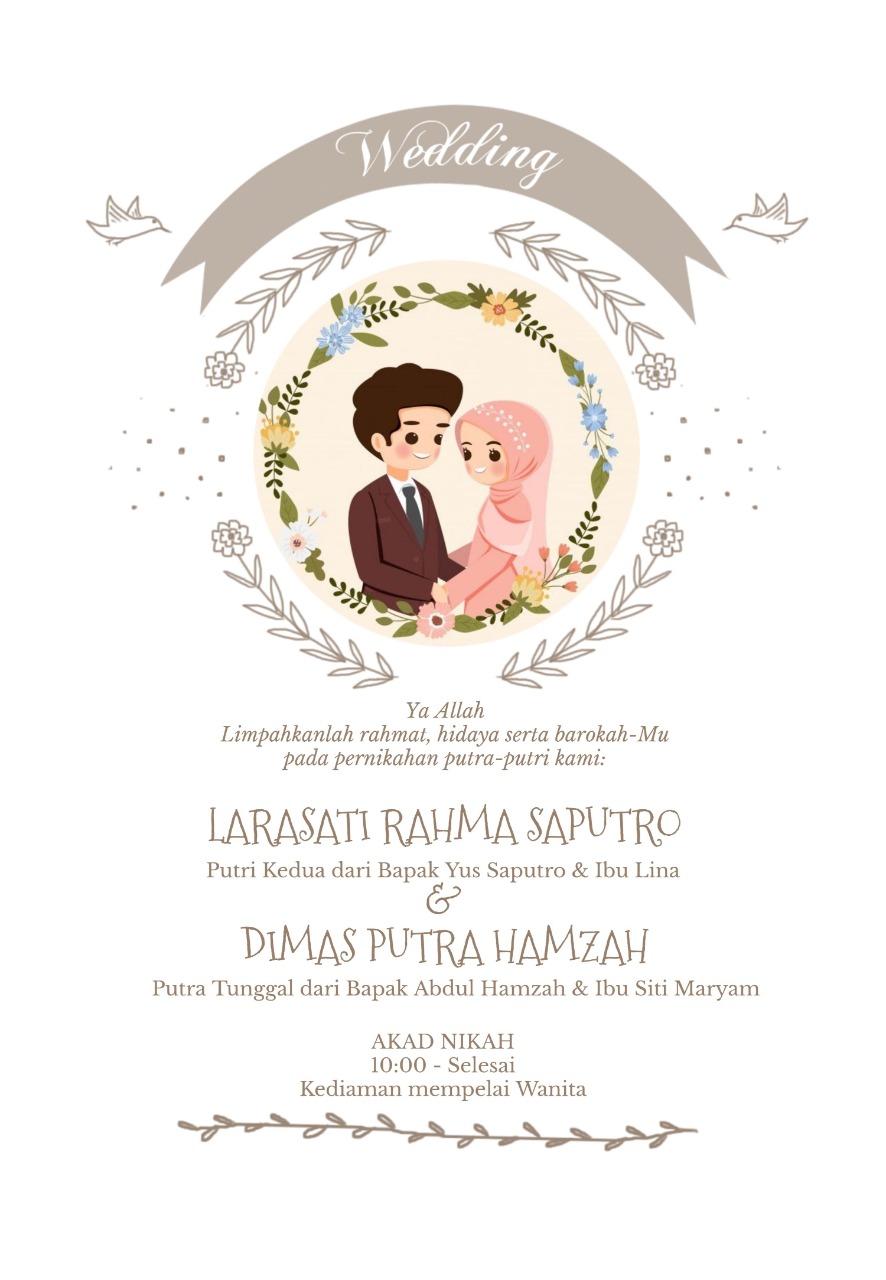 Wedding
Ya Allah
Limpahkanlah rahmat, hidaya serta barokah-Mu
pada pernikahan putra-putri kami:
LARASATI RAHMA SAPUTRO
Putri Kedua dari Bapak Yus Saputro & Ibu Lina
&
DIMAS PUTRA HAMZAH
Putra Tunggal dari Bapak Abdul Hamzah & Ibu Siti Maryam
AKAD NIKAH
10:00 - Selesai
Kediaman mempelai Wanita